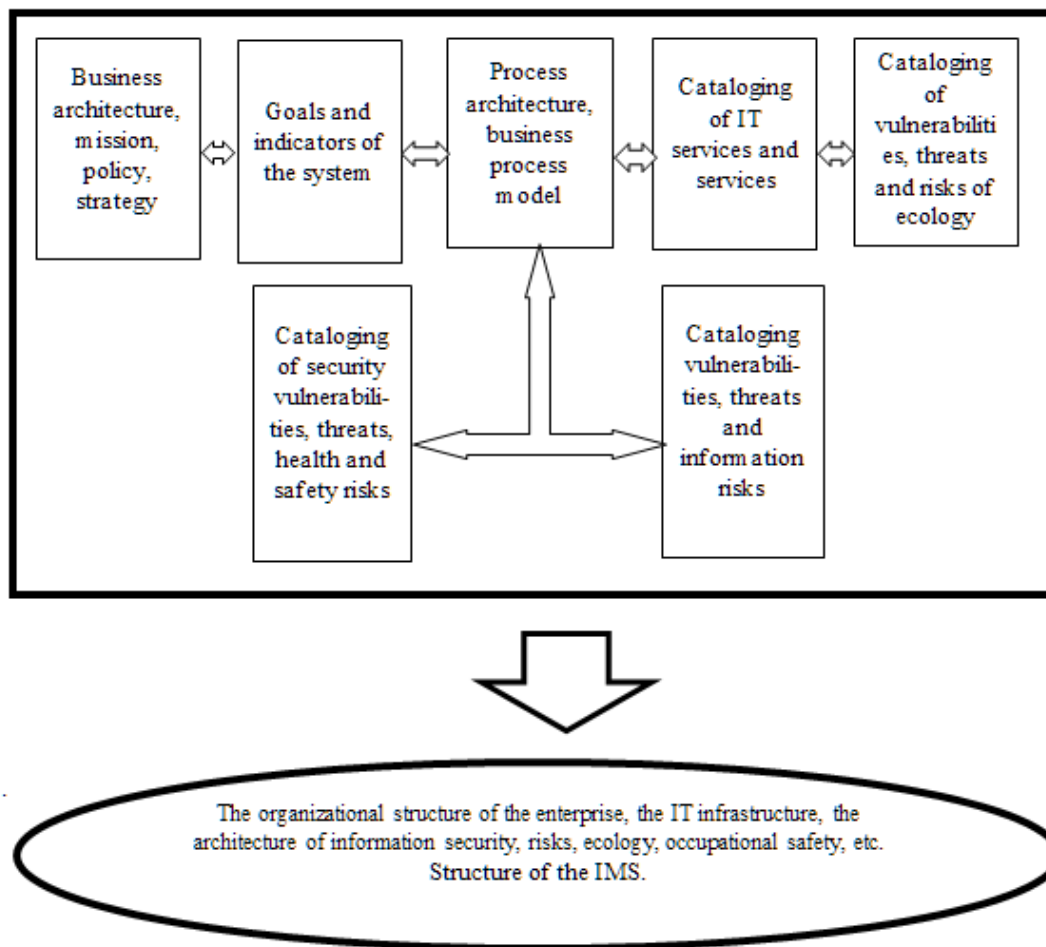 Business
architecture,
mission,
policy,
strategy
Goals and
indicators of
the system
Process
architecture,
business
process
model
Cataloging
of IT
services and
services
Cataloging
of
vulnerabiliti
es, threats
and risks of
ecology
Cataloging
of security
vulnerabili-
ties, threats,
health and
safety risks
Cataloging
vulnerabili-
ties, threats
and
information
risks
The organizational structure of the enterprise, the IT infrastructure, the
architecture of information security, risks, ecology, occupational safety, etc.
Structure of the IMS.